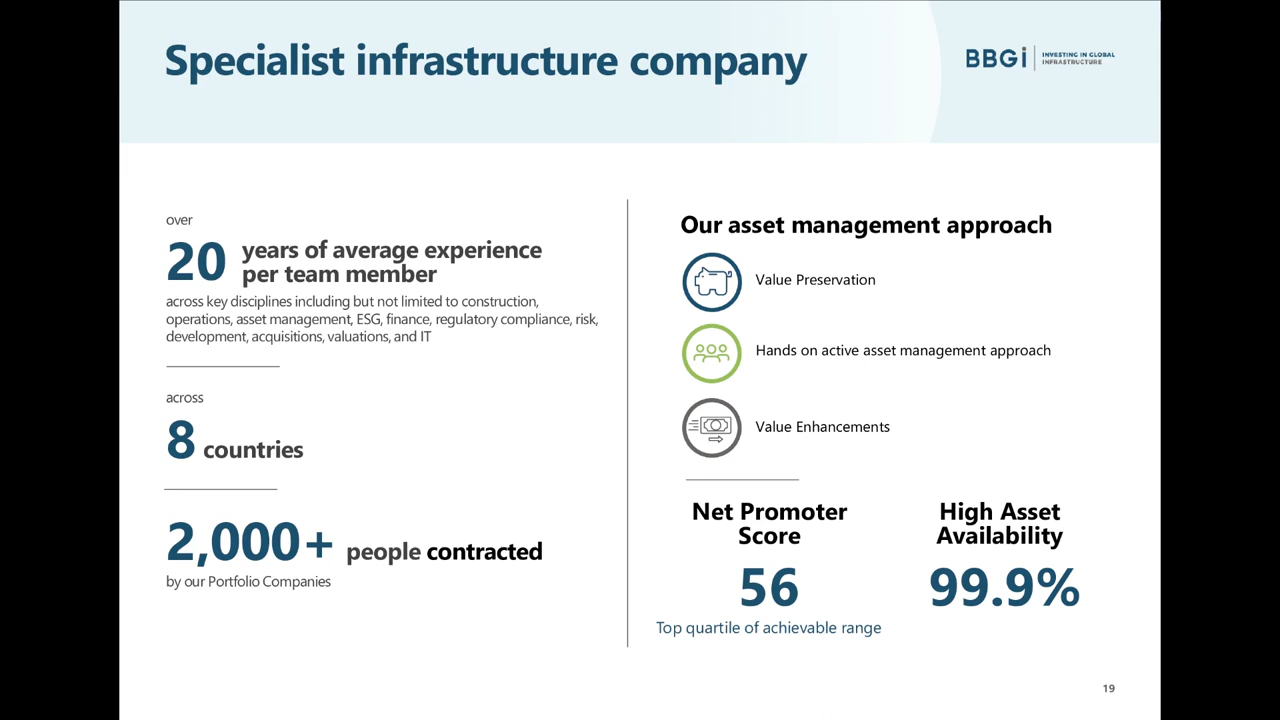 Specialist infrastructure company
BBGi
INVESTING IN GLOBAL
INFRASTRUCTURE
over
20 years of average experience
per team member
across key disciplines including but not limited to construction,
operations, asset management, ESG, finance, regulatory compliance, risk,
development, acquisitions, valuations, and IT
across
8 countries
2,000+ people contracted
by our Portfolio Companies
Our asset management approach
Value Preservation
Hands on active asset management approach
Value Enhancements
Net Promoter
Score
56
Top quartile of achievable range
High Asset
Availability
99.9%
19